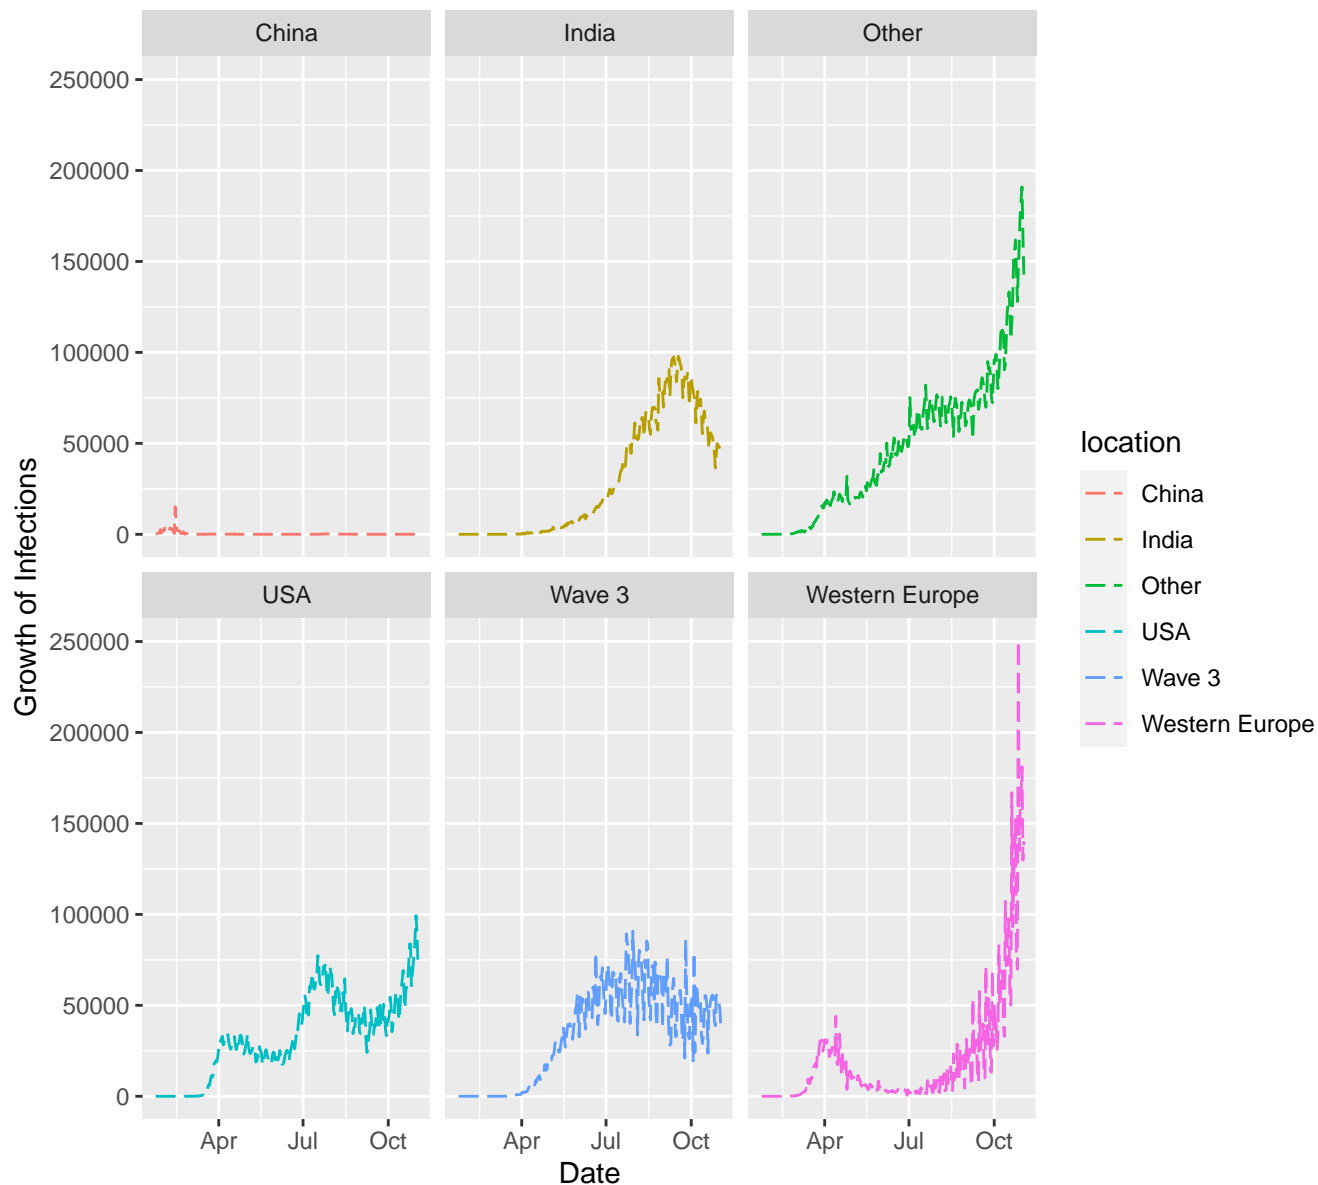 China India Other
250000
200000
150000
100000
50000
0
USA Wave 3 Western Europe
250000
200000
150000
100000
50000
0
Apr Jul Oct Apr Jul Oct Apr Jul Oct
Date
Growth of Infections
location
China
India
Other
USA
Wave 3
Western Europe